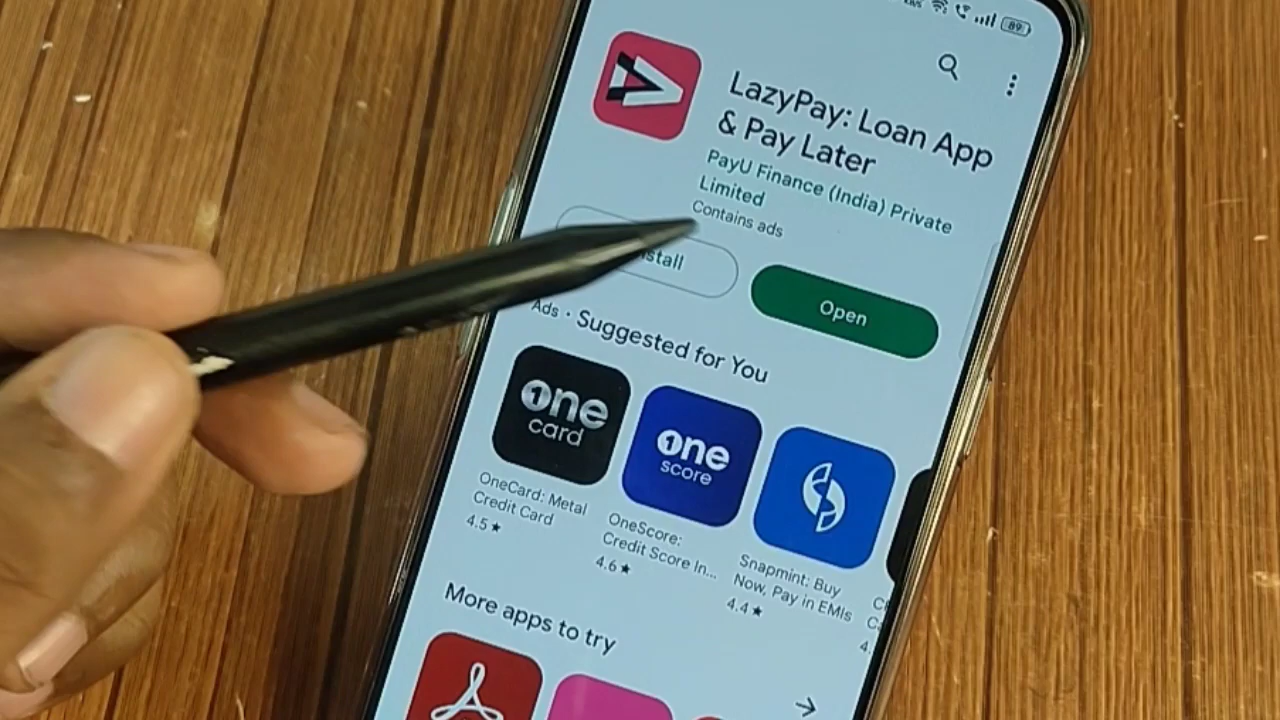 89
LazyPay: Loan App
& Pay Later
PayU Finance (India) Private
Limited
Contains ads
stall
Open
Ads · Suggested for You
one
card
one
score
OneCard: Metal
Credit Card
4.5 ★
OneScore:
Credit Score In...
4.6 ★
Snapmint: Buy
Now, Pay in EMIs
4.4 ★
4.
More apps to try